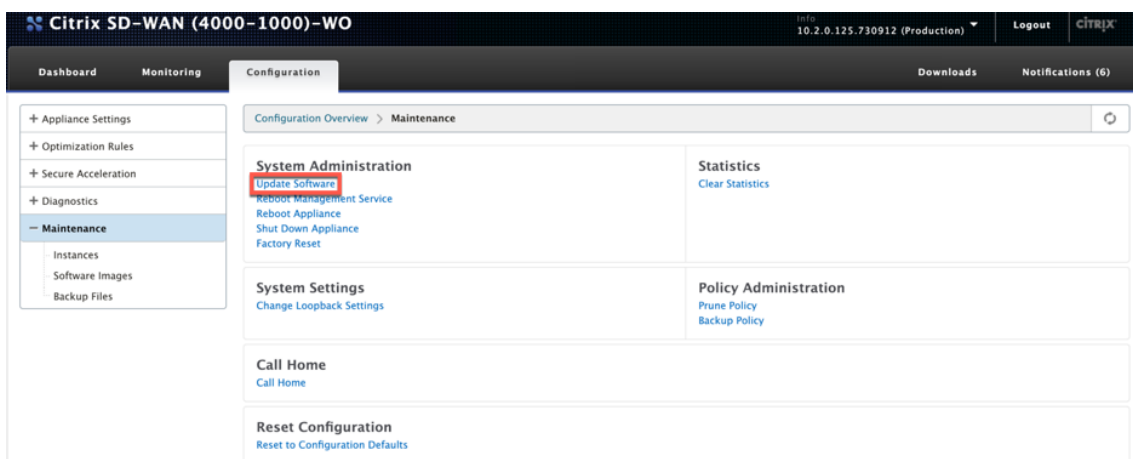 Citrix SD-WAN (4000-1000)-WO
Info
10.2.0.125.730912 (Production)
Logout
CİTRIX
Dashboard
Monitoring
Configuration
Downloads
Notifications (6)
+ Appliance Settings
+ Optimization Rules
+ Secure Acceleration
+ Diagnostics
− Maintenance
Instances
Software Images
Backup Files
Configuration Overview > Maintenance
System Administration
Update Software
Reboot Management Service
Reboot Appliance
Shut Down Appliance
Factory Reset
Statistics
Clear Statistics
System Settings
Change Loopback Settings
Policy Administration
Prune Policy
Backup Policy
Call Home
Call Home
Reset Configuration
Reset to Configuration Defaults